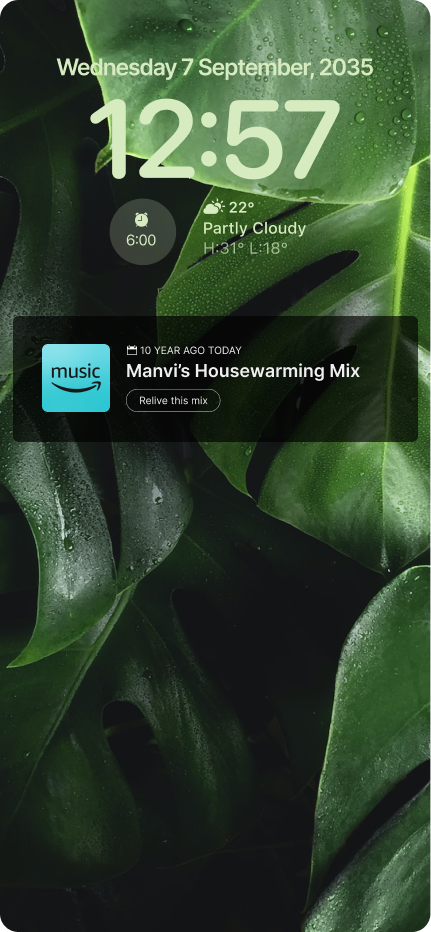 Wednesday 7 September, 2035
12:57
6:00
22°
Partly Cloudy
H:31° L:18°
music
10 YEAR AGO TODAY
Manvi's Housewarming Mix
Relive this mix